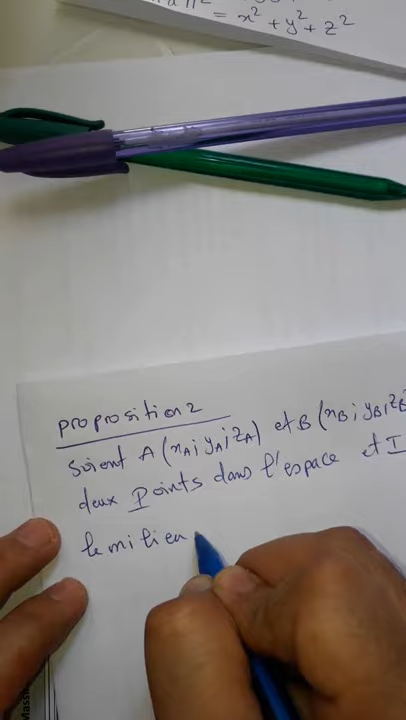 = x² + y² + z²
proposition 2
soient A (xA; yA; zA) et B (xB; yB; zB
deux Points dans l'espace et I
le milieu